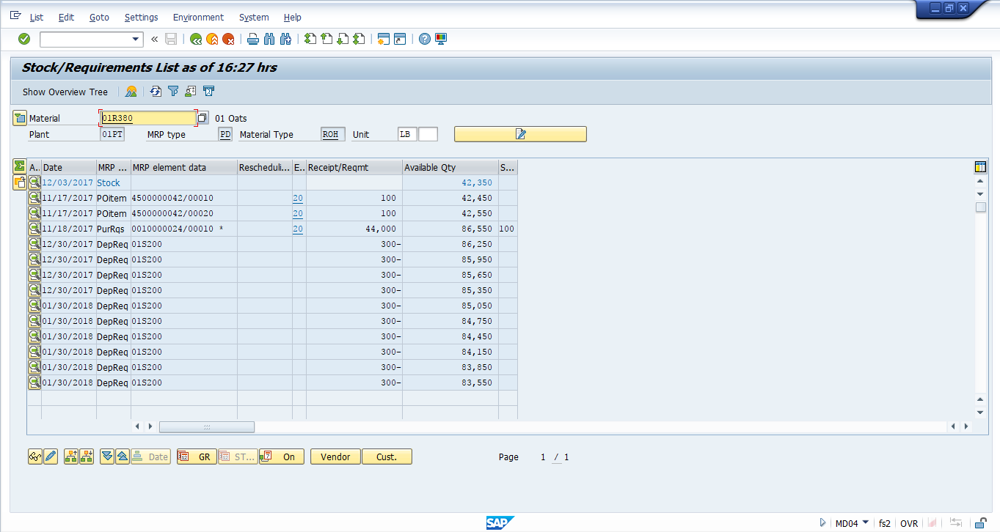 List Edit Goto Settings Environment System Help
«
Stock/Requirements List as of 16:27 hrs
Show Overview Tree
Material 01R380 01 Oats
Plant 01PT MRP type PD Material Type ROH Unit LB
A.. Date MRP ... MRP element data Rescheduli... E.. Receipt/Reqmt Available Qty S...
12/03/2017 Stock 42,350
11/17/2017 POitem 4500000042/00010 20 100 42,450
11/17/2017 POitem 4500000042/00020 20 100 42,550
11/18/2017 PurRqs 0010000024/00010 * 20 44,000 86,550 100
12/30/2017 DepReq 01S200 300- 86,250
12/30/2017 DepReq 01S200 300- 85,950
12/30/2017 DepReq 01S200 300- 85,650
12/30/2017 DepReq 01S200 300- 85,350
01/30/2018 DepReq 01S200 300- 85,050
01/30/2018 DepReq 01S200 300- 84,750
01/30/2018 DepReq 01S200 300- 84,450
01/30/2018 DepReq 01S200 300- 84,150
01/30/2018 DepReq 01S200 300- 83,850
01/30/2018 DepReq 01S200 300- 83,550
Date GR ST... On Vendor Cust. Page 1 / 1
SAP MD04 fs2 OVR